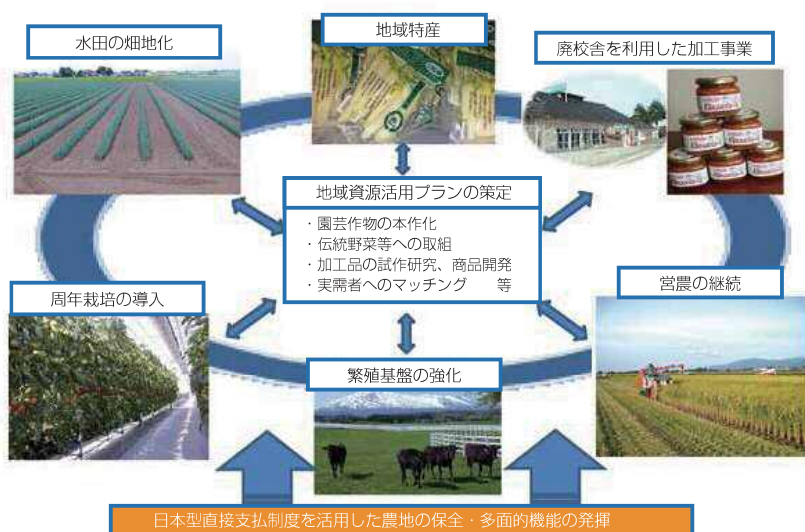 水田の畑地化
地域特産
廃校舎を利用した加工事業
地域資源活用プランの策定
・園芸作物の本作化
・伝統野菜等への取組
・加工品の試作研究、商品開発
・実需者へのマッチング　等
周年栽培の導入
営農の継続
繁殖基盤の強化
日本型直接支払制度を活用した農地の保全・多面的機能の発揮